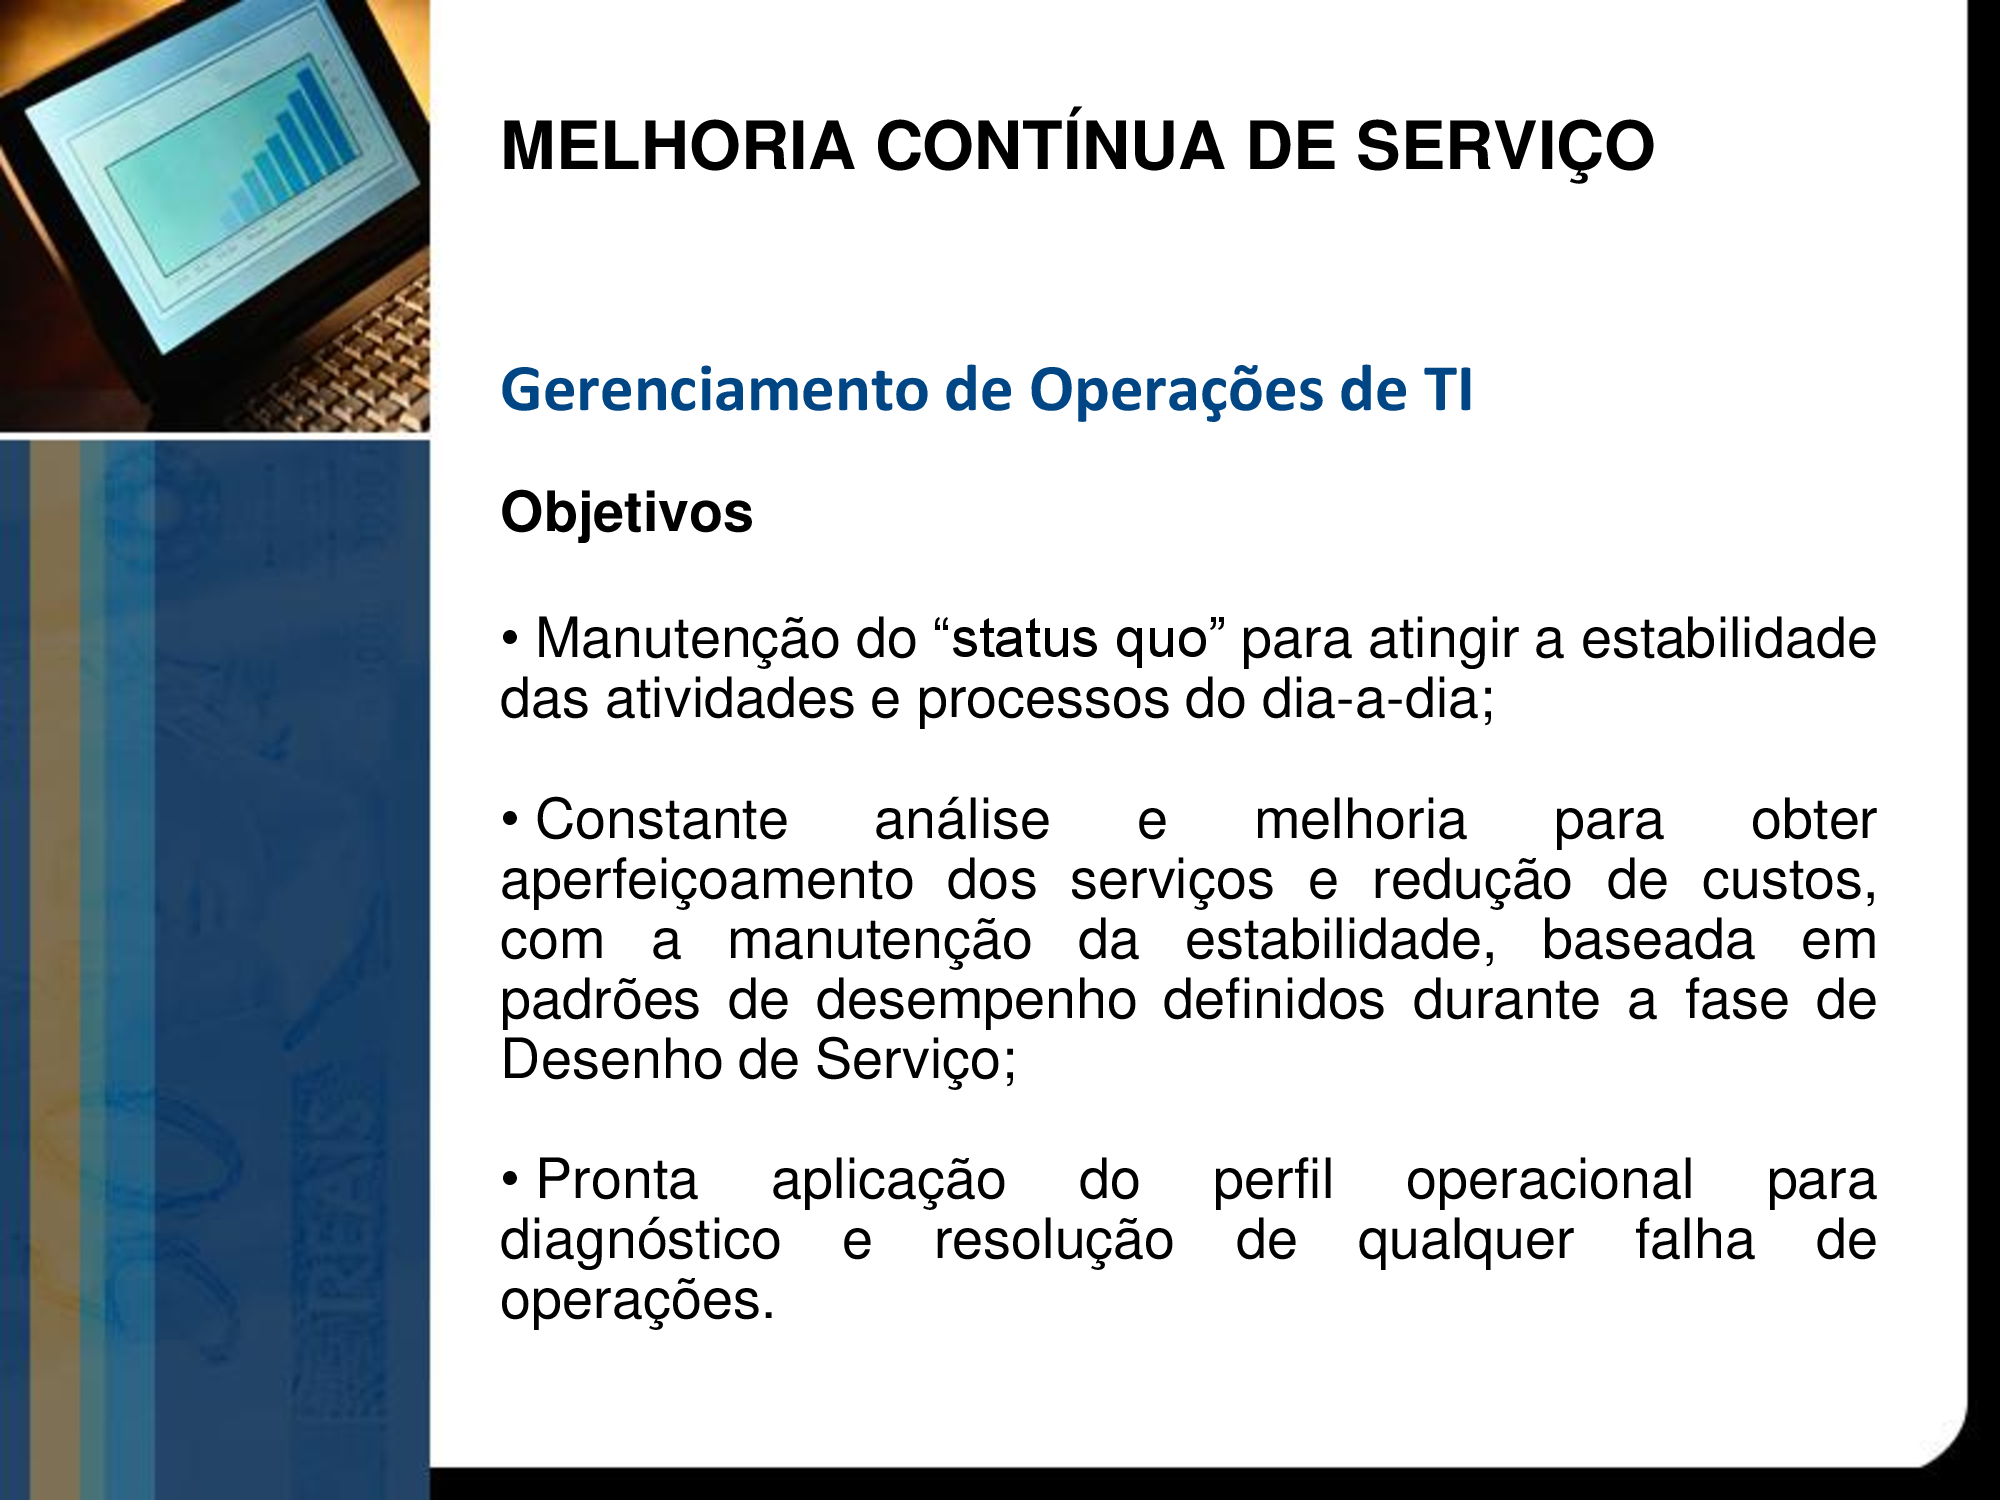 MELHORIA CONTÍNUA DE SERVIÇO
Gerenciamento de Operações de TI
Objetivos
• Manutenção do “status quo” para atingir a estabilidade
das atividades e processos do dia-a-dia;
• Constante análise e melhoria para obter
aperfeiçoamento dos serviços e redução de custos,
com a manutenção da estabilidade, baseada em
padrões de desempenho definidos durante a fase de
Desenho de Serviço;
• Pronta aplicação do perfil operacional para
diagnóstico e resolução de qualquer falha de
operações.
REAIS